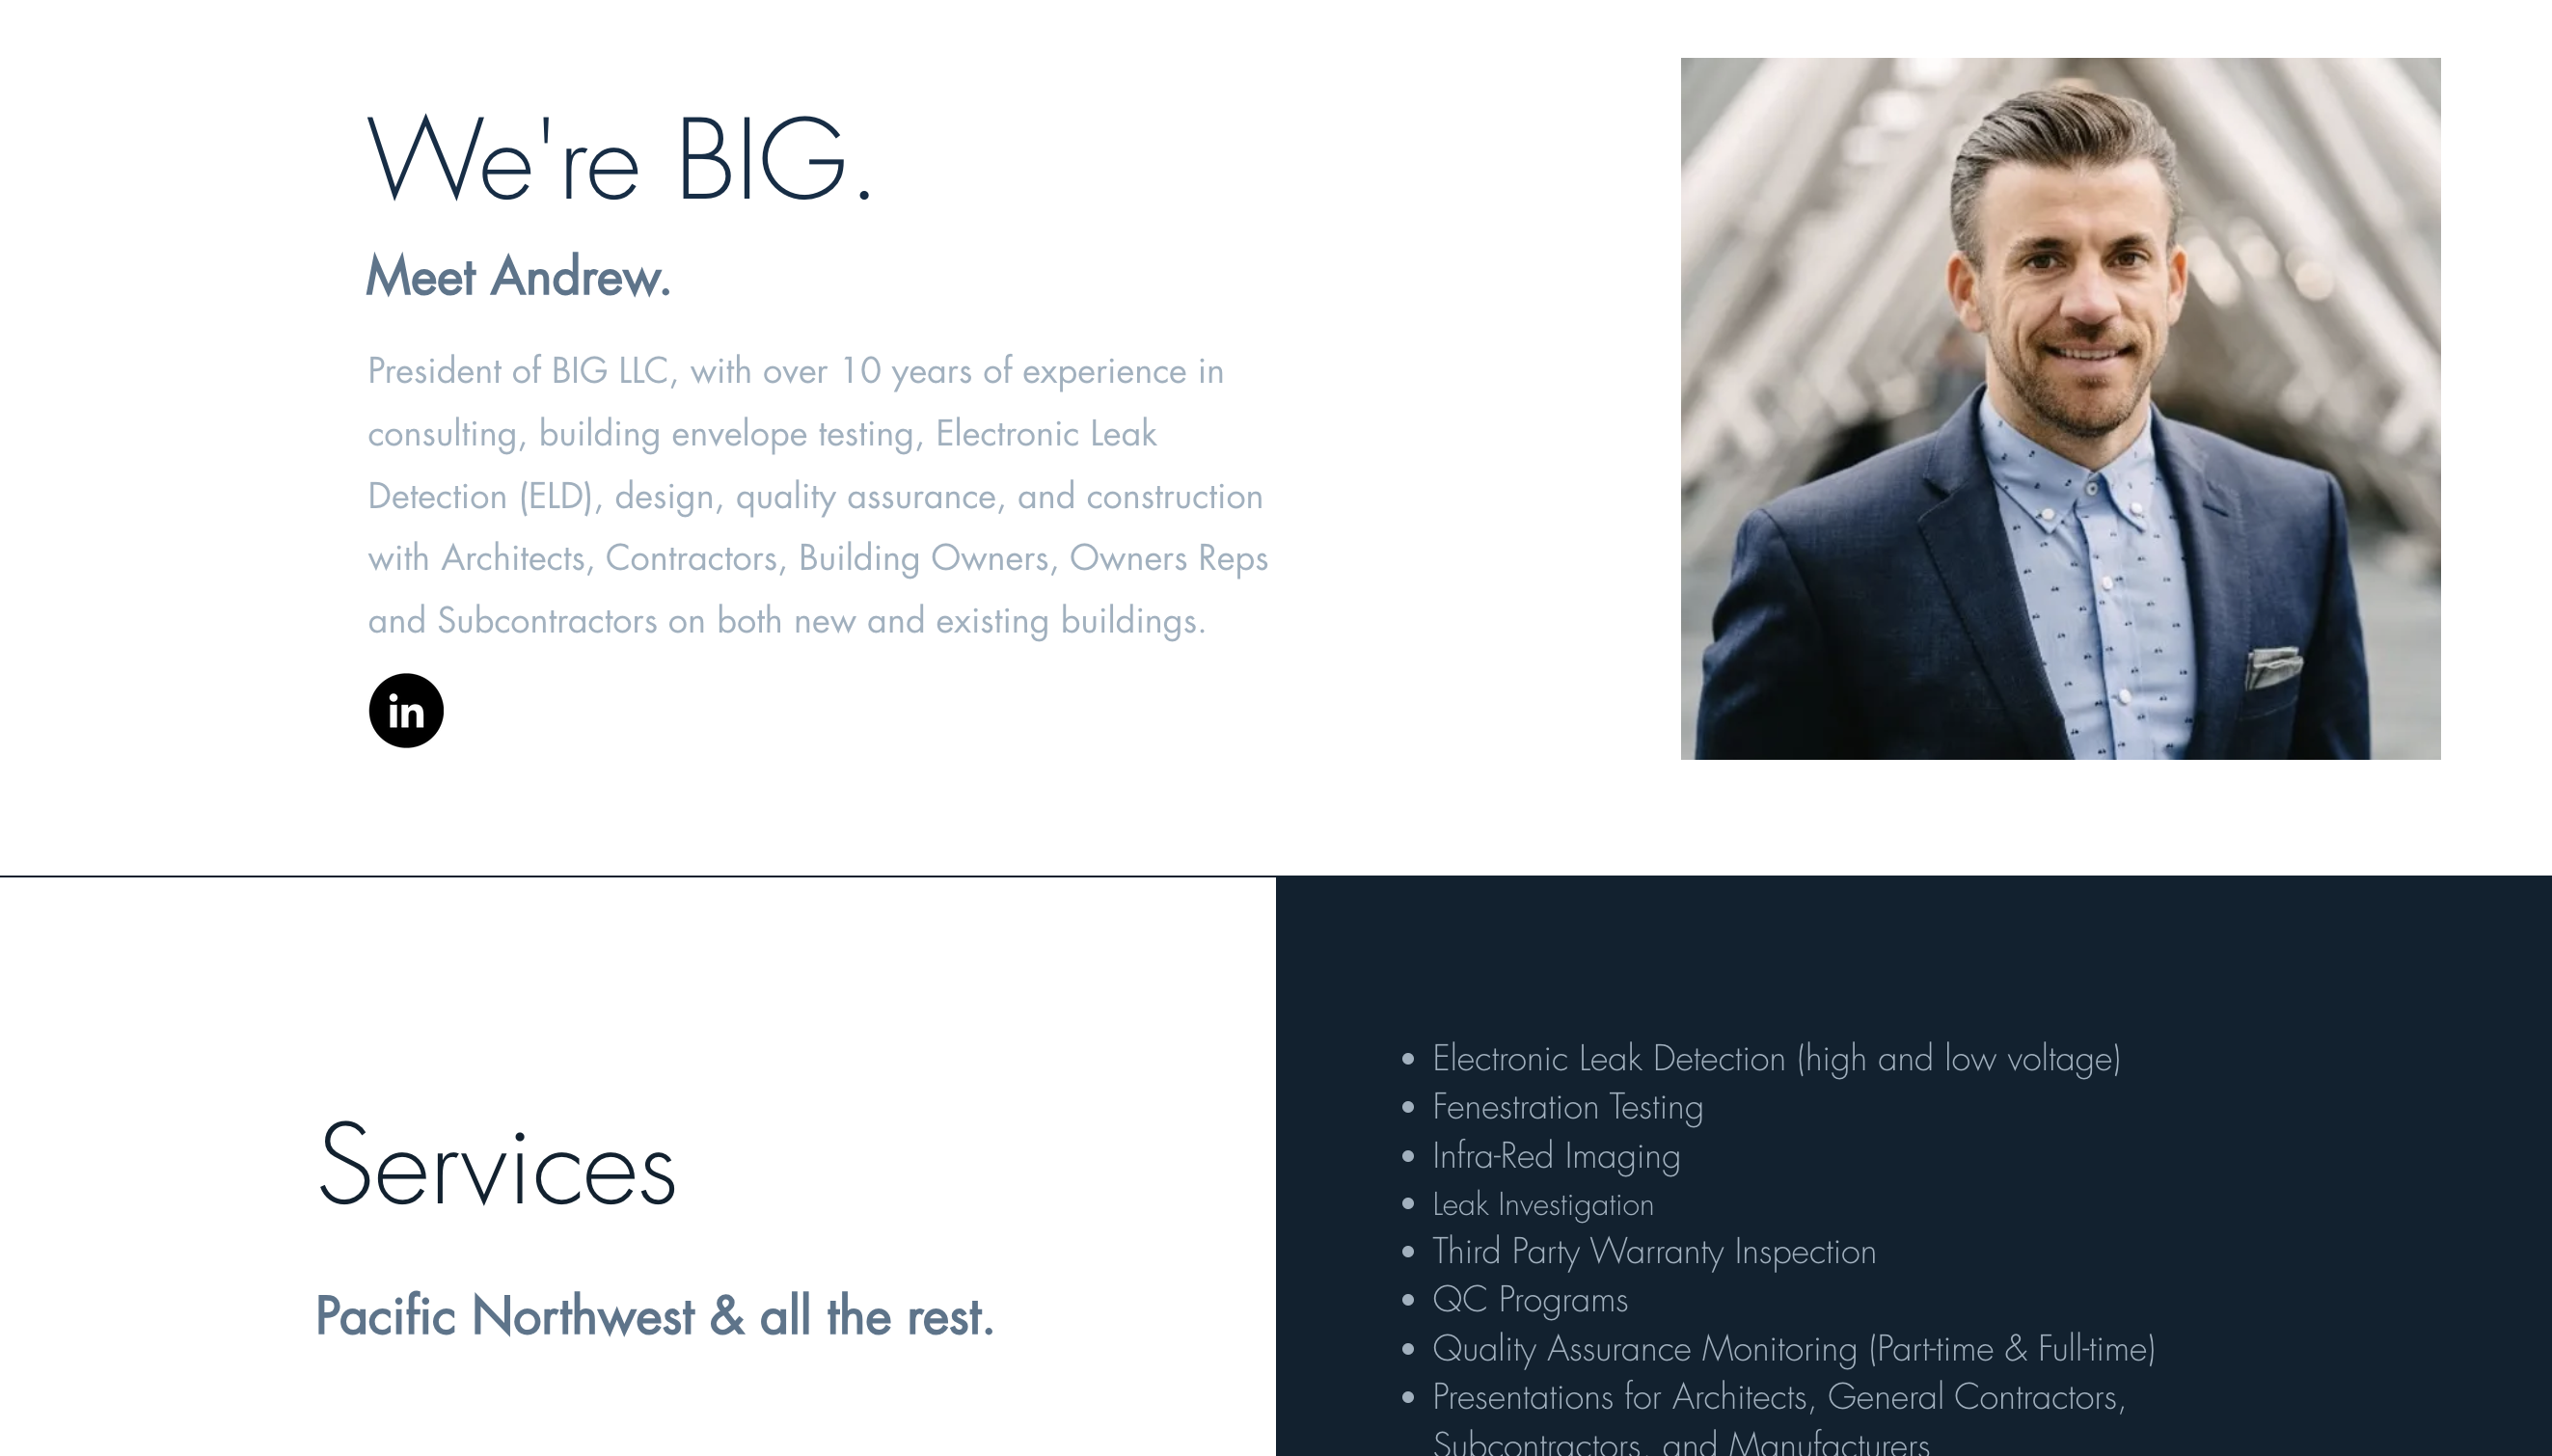 We're BIG.
Meet Andrew.
President of BIG LLC, with over 10 years of experience in
consulting, building envelope testing, Electronic Leak
Detection (ELD), design, quality assurance, and construction
with Architects, Contractors, Building Owners, Owners Reps
and Subcontractors on both new and existing buildings.
in
Services
Pacific Northwest & all the rest.
• Electronic Leak Detection (high and low voltage)
• Fenestration Testing
• Infra-Red Imaging
• Leak Investigation
• Third Party Warranty Inspection
• QC Programs
• Quality Assurance Monitoring (Part-time & Full-time)
• Presentations for Architects, General Contractors,
Subcontractors, and Manufacturers